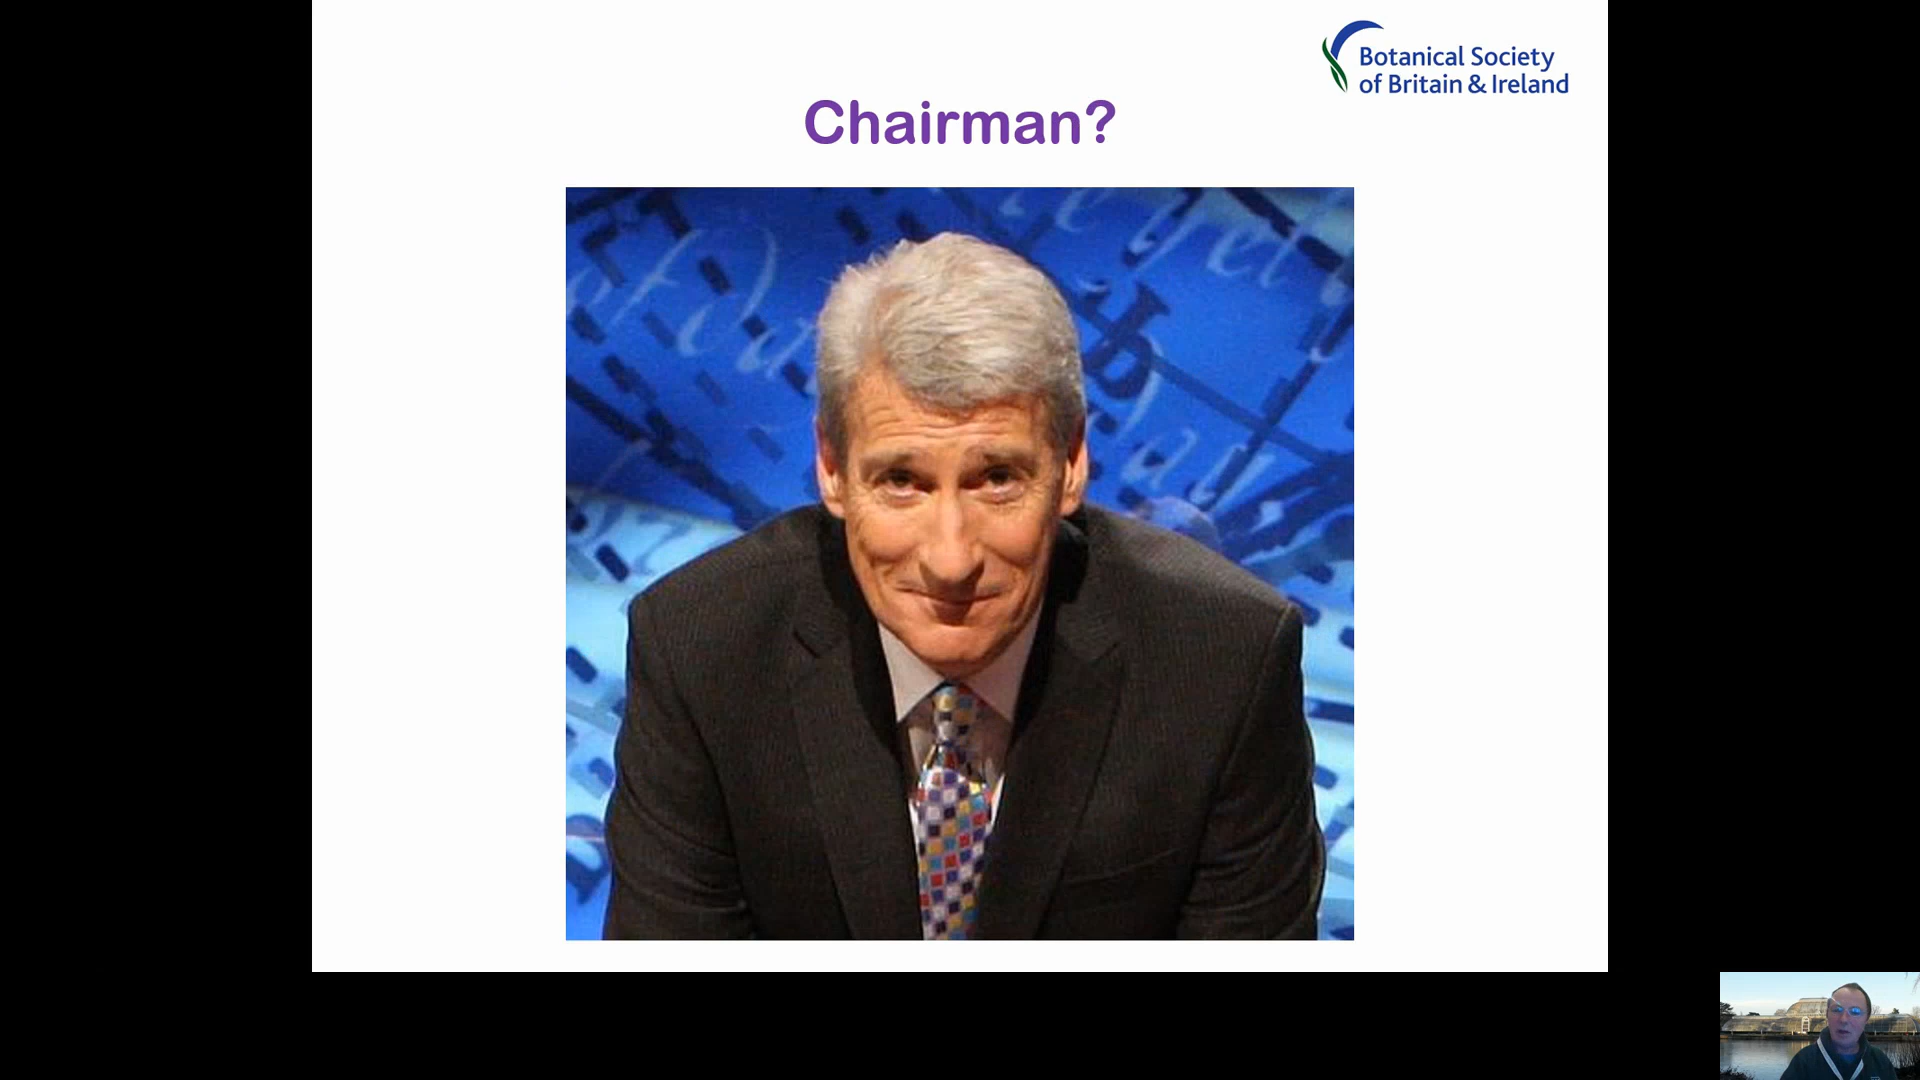 Botanical Society
of Britain & Ireland
Chairman?